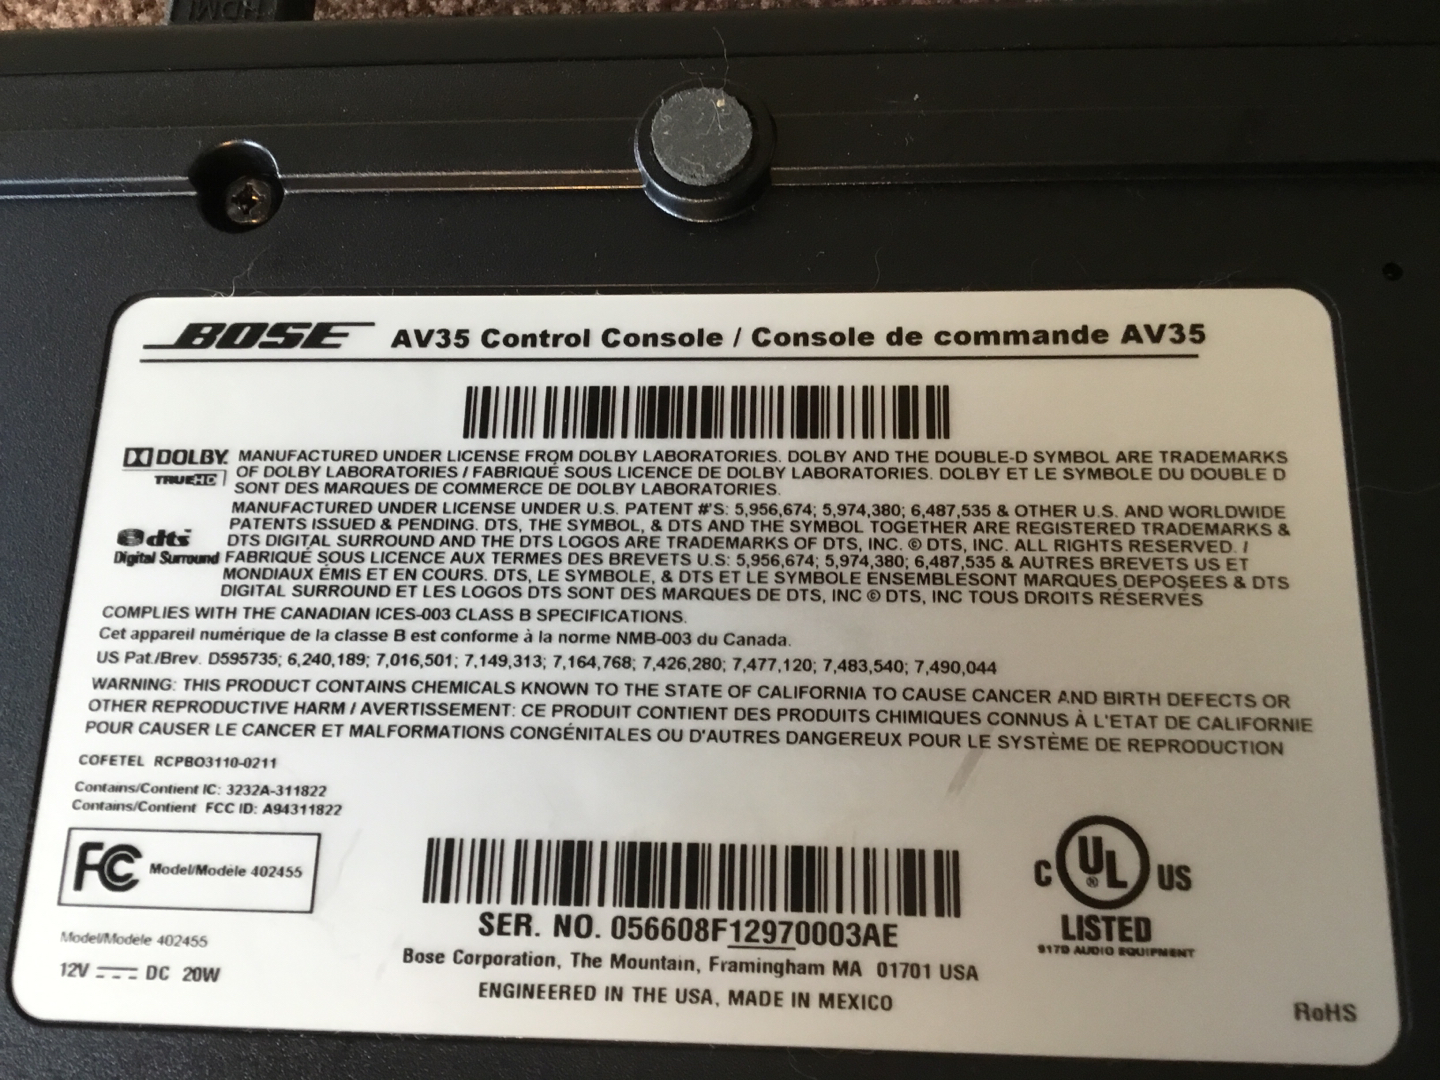 HDMI
BOSE AV35 Control Console / Console de commande AV35
DOLBY TRUEHD
MANUFACTURED UNDER LICENSE FROM DOLBY LABORATORIES. DOLBY AND THE DOUBLE-D SYMBOL ARE TRADEMARKS
OF DOLBY LABORATORIES / FABRIQUÉ SOUS LICENCE DE DOLBY LABORATORIES. DOLBY ET LE SYMBOLE DU DOUBLE D
SONT DES MARQUES DE COMMERCE DE DOLBY LABORATORIES.
dts Digital Surround
MANUFACTURED UNDER LICENSE UNDER U.S. PATENT #'S: 5,956,674; 5,974,380; 6,487,535 & OTHER U.S. AND WORLDWIDE
PATENTS ISSUED & PENDING. DTS, THE SYMBOL, & DTS AND THE SYMBOL TOGETHER ARE REGISTERED TRADEMARKS &
DTS DIGITAL SURROUND AND THE DTS LOGOS ARE TRADEMARKS OF DTS, INC. © DTS, INC. ALL RIGHTS RESERVED. /
FABRIQUÉ SOUS LICENCE AUX TERMES DES BREVETS U.S: 5,956,674; 5,974,380; 6,487,535 & AUTRES BREVETS US ET
MONDIAUX ÉMIS ET EN COURS. DTS, LE SYMBOLE, & DTS ET LE SYMBOLE ENSEMBLESONT MARQUES DEPOSEES & DTS
DIGITAL SURROUND ET LES LOGOS DTS SONT DES MARQUES DE DTS, INC © DTS, INC TOUS DROITS RÉSERVÉS
COMPLIES WITH THE CANADIAN ICES-003 CLASS B SPECIFICATIONS.
Cet appareil numérique de la classe B est conforme à la norme NMB-003 du Canada.
US Pat./Brev. D595735; 6,240,189; 7,016,501; 7,149,313; 7,164,768; 7,426,280; 7,477,120; 7,483,540; 7,490,044
WARNING: THIS PRODUCT CONTAINS CHEMICALS KNOWN TO THE STATE OF CALIFORNIA TO CAUSE CANCER AND BIRTH DEFECTS OR
OTHER REPRODUCTIVE HARM / AVERTISSEMENT: CE PRODUIT CONTIENT DES PRODUITS CHIMIQUES CONNUS À L'ETAT DE CALIFORNIE
POUR CAUSER LE CANCER ET MALFORMATIONS CONGÉNITALES OU D'AUTRES DANGEREUX POUR LE SYSTÈME DE REPRODUCTION
COFETEL RCPBO3110-0211
Contains/Contient IC: 3232A-311822
Contains/Contient FCC ID: A94311822
FC Model/Modèle 402455
Model/Modèle 402455
12V DC 20W
SER. NO. 056608F12970003AE
Bose Corporation, The Mountain, Framingham MA 01701 USA
ENGINEERED IN THE USA, MADE IN MEXICO
C UL ® US
LISTED
917D AUDIO EQUIPMENT
RoHS